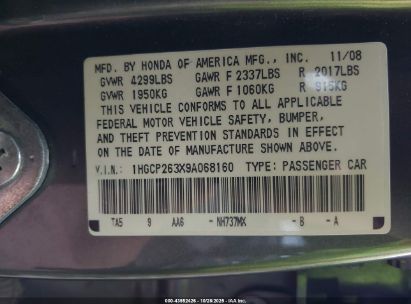 MFD. BY HONDA OF AMERICA MFG., INC. 11/08
GVWR 4299LBS GAWR F 2337LBS R 2017LBS
GVWR 1950KG GAWR F 1060KG R 915KG
THIS VEHICLE CONFORMS TO ALL APPLICABLE
FEDERAL MOTOR VEHICLE SAFETY, BUMPER,
AND THEFT PREVENTION STANDARDS IN EFFECT
ON THE DATE OF MANUFACTURE SHOWN ABOVE.
V.I.N.: 1HGCP263X9A068160 TYPE: PASSENGER CAR
TA5 9 AA6 NH737MX B - A